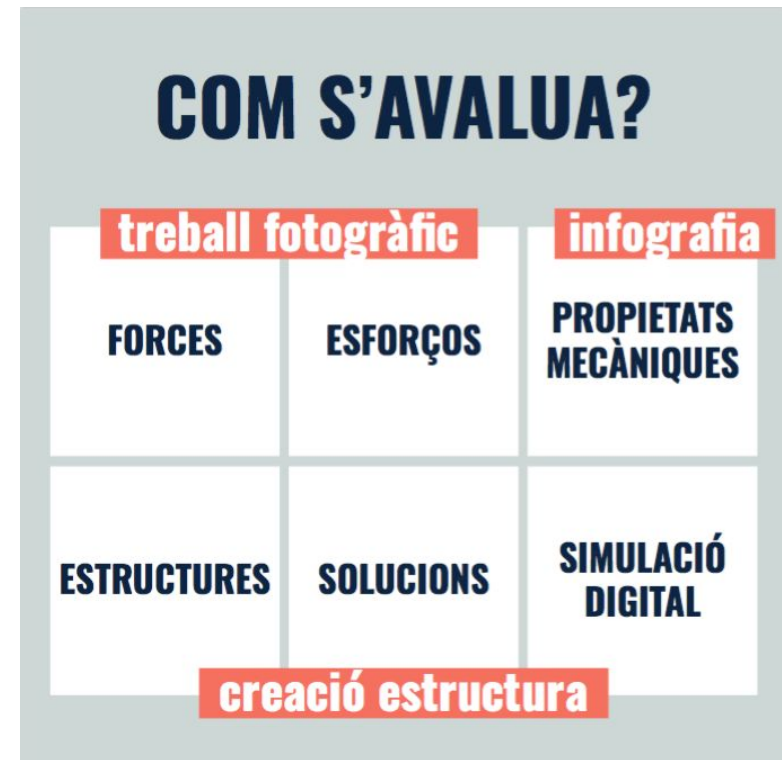 COM S’AVALUA?
treball fotogràfic
infografia
FORCES
ESFORÇOS
PROPIETATS
MECÀNIQUES
ESTRUCTURES
SOLUCIONS
SIMULACIÓ
DIGITAL
creació estructura